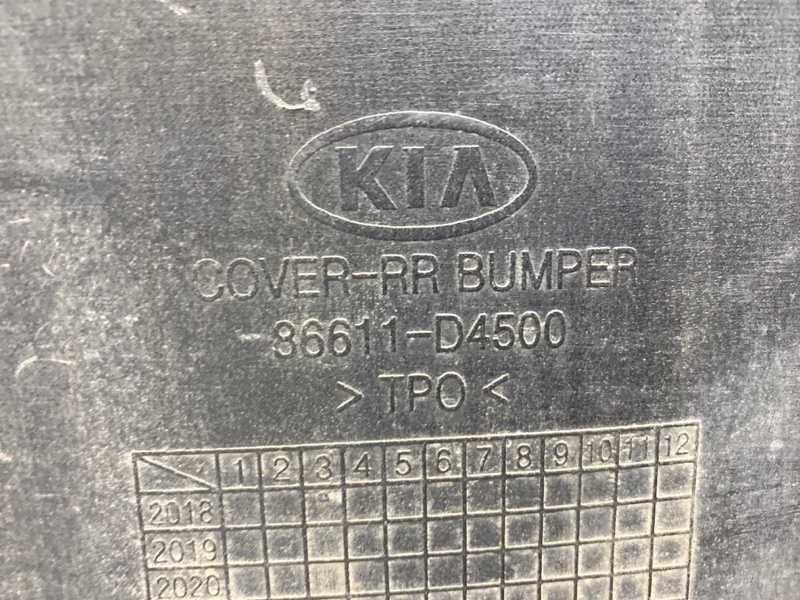 KIA
COVER-RR BUMPER
86611-D4500
> TPO <
1 2 3 4 5 6 7 8 9 10 11 12
2018
2019
2020